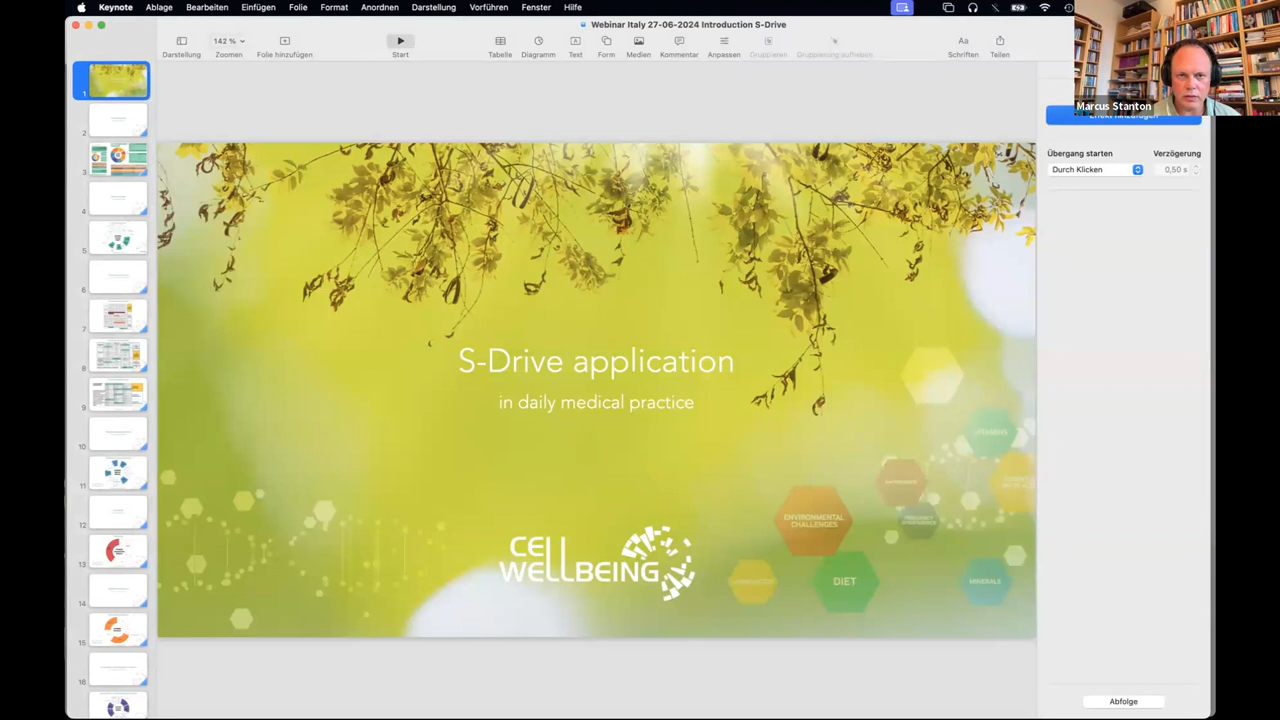 Keynote Ablage Bearbeiten Einfügen Folie Format Anordnen Darstellung Vorführen Fenster Hilfe
Webinar Italy 27-06-2024 Introduction S-Drive
142 %
Darstellung Zoomen Folie hinzufügen Start Tabelle Diagramm Text Form Medien Kommentar Anpassen Gruppieren Gruppierung aufheben Schriften Teilen
Marcus Stanton
Effekt hinzufügen
Übergang starten Verzögerung
Durch Klicken 0,50 s
S-Drive application
in daily medical practice
ENVIRONMENTAL
CHALLENGES
DIET
MINERALS
CELL
WELLBEING
1
2
3
4
5
6
7
8
9
10
11
12
13
14
15
16
Abfolge